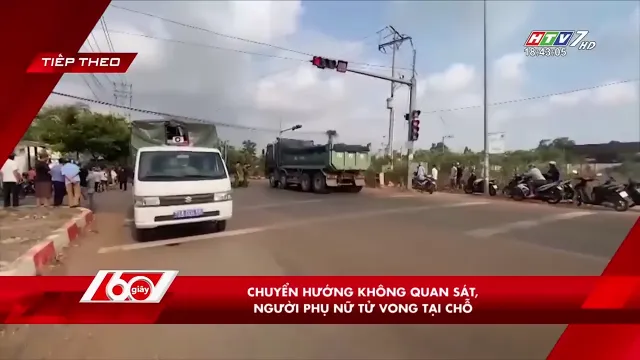 TIẾP THEO
HTV7 HD
18:43:05
60 giây
CHUYỂN HƯỚNG KHÔNG QUAN SÁT,
NGƯỜI PHỤ NỮ TỬ VONG TẠI CHỖ